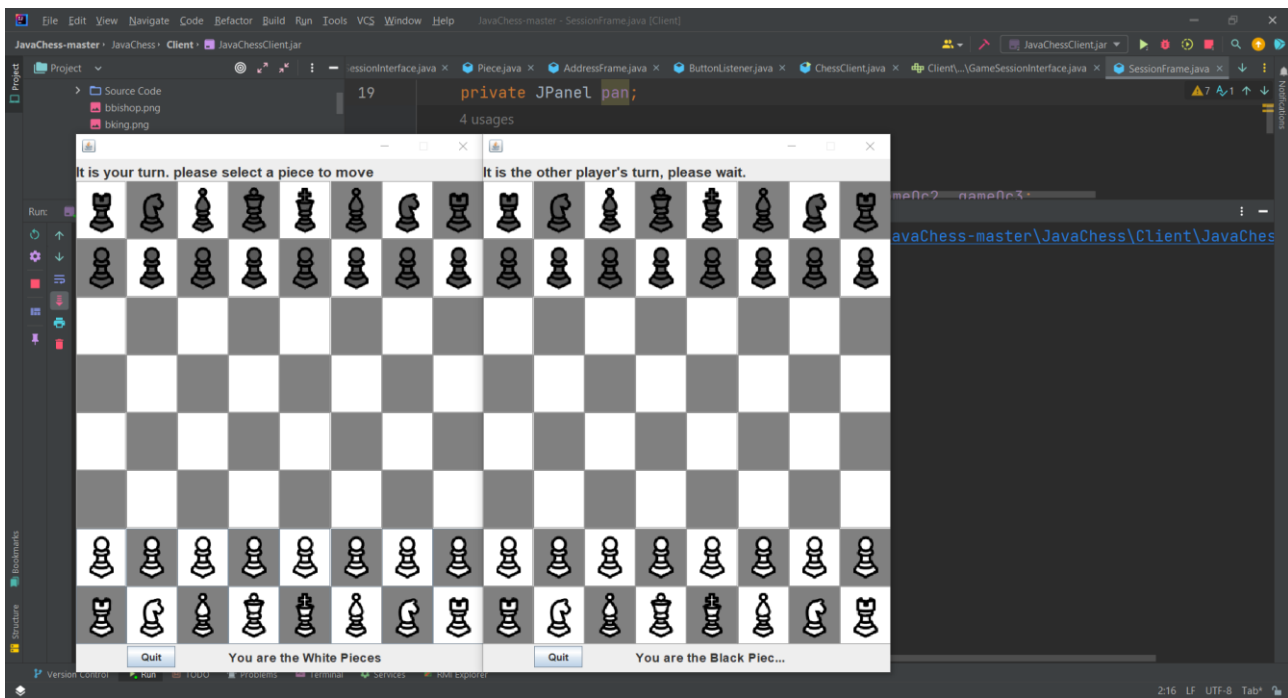 File Edit View Navigate Code Refactor Build Run Tools VCS Window Help JavaChess-master - SessionFrame.java [Client]
JavaChess-master JavaChess Client JavaChessClient.jar JavaChessClient.jar
Project Project essionInterface.java Piece.java AddressFrame.java ButtonListener.java ChessClient.java Client\...\GameSessionInterface.java SessionFrame.java
Source Code 19 private JPanel pan; 7 1
bbishop.png
bking.png 4 usages
Notifications
It is your turn. please select a piece to move It is the other player's turn, please wait.
Run:
avaChess-master\JavaChess\Client\JavaChes
Bookmarks
Structure
Quit You are the White Pieces Quit You are the Black Piec...
Version Control Run TODO Problems Terminal Services RMI Explorer
2:16 LF UTF-8 Tab*